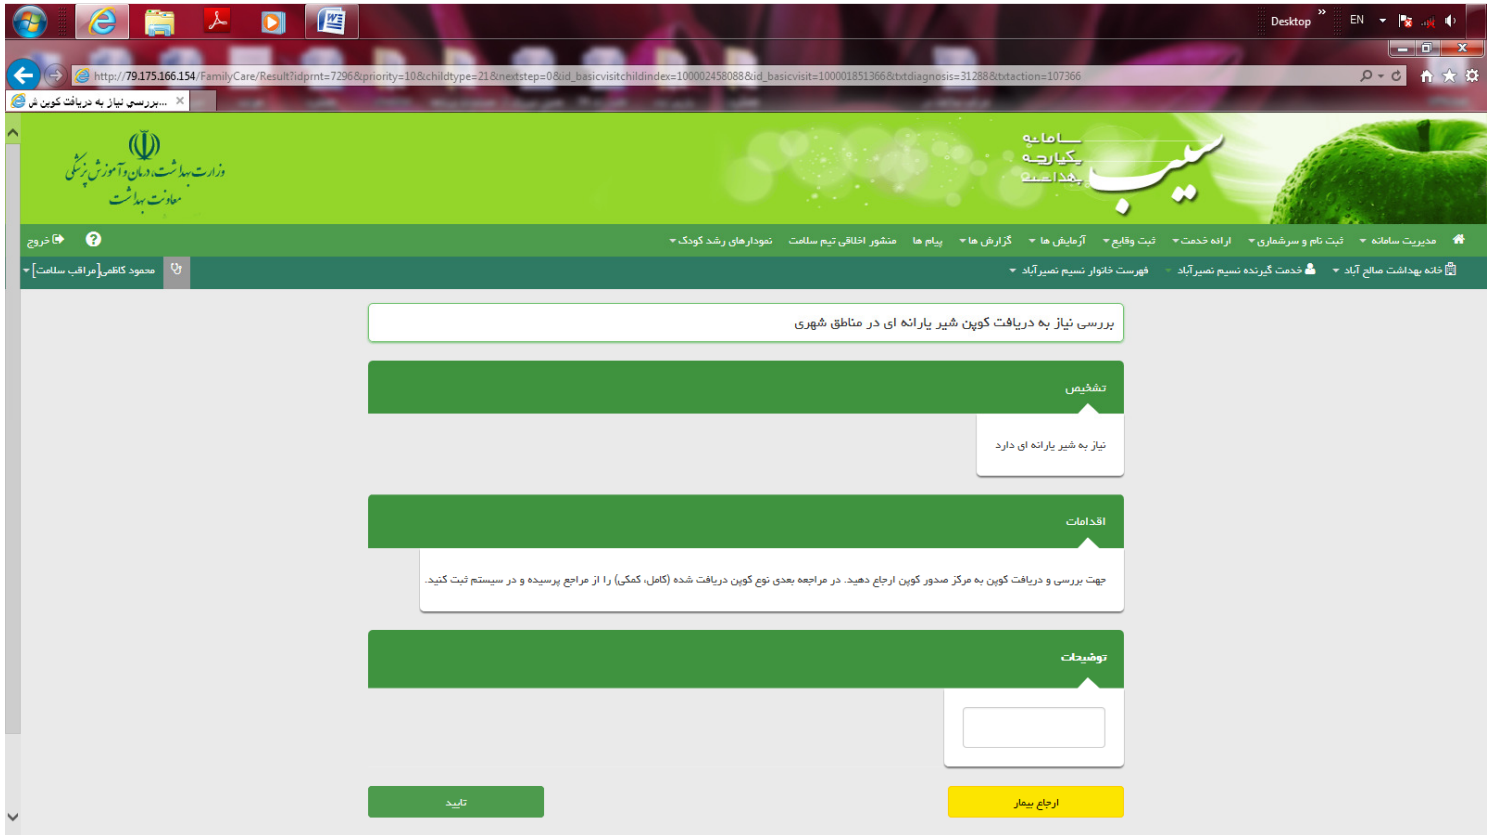 Desktop
EN
http://79.175.166.154/FamilyCare/Result?idprnt=7296&priority=10&childtype=21&nextstep=0&id_basicvisitchildindex=100002458088&id_basicvisit=100001851366&txtdiagnosis=31288&txtaction=107366
بررسی نیاز به دریافت کوپن ش...
سامانه
یکپارچه
بهداشت
سیب
وزارت بهداشت، درمان و آموزش پزشکی
معاونت بهداشت
مدیریت سامانه ثبت نام و سرشماری ارائه خدمت ثبت وقایع آزمایش ها گزارش ها پیام ها منشور اخلاقی تیم سلامت نمودارهای رشد کودک خروج
خانه بهداشت صالح آباد خدمت گیرنده نسیم نصیرآباد فهرست خانوار نسیم نصیرآباد محمود کاظمی[مراقب سلامت]
بررسی نیاز به دریافت کوپن شیر یارانه ای در مناطق شهری
تشخیص
نیاز به شیر یارانه ای دارد
اقدامات
جهت بررسی و دریافت کوپن به مرکز صدور کوپن ارجاع دهید. در مراجعه بعدی نوع کوپن دریافت شده (کامل، کمکی) را از مراجع پرسیده و در سیستم ثبت کنید.
توضیحات
ارجاع بیمار
تایید